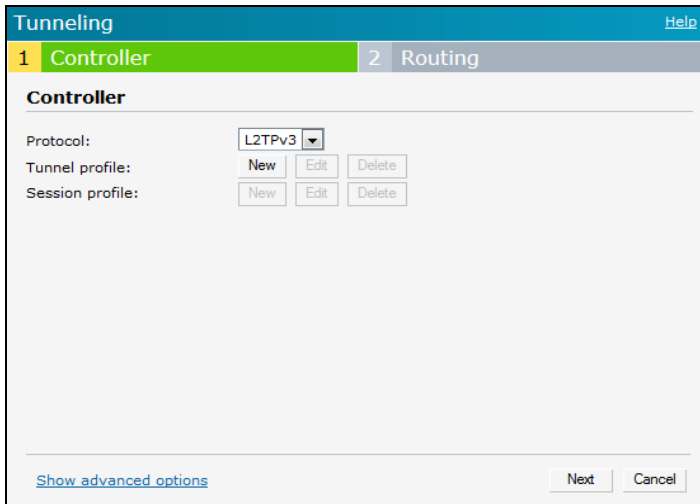 Tunneling Help
1 Controller 2 Routing
Controller
Protocol: L2TPv3
Tunnel profile: New Edit Delete
Session profile: New Edit Delete
Show advanced options Next Cancel